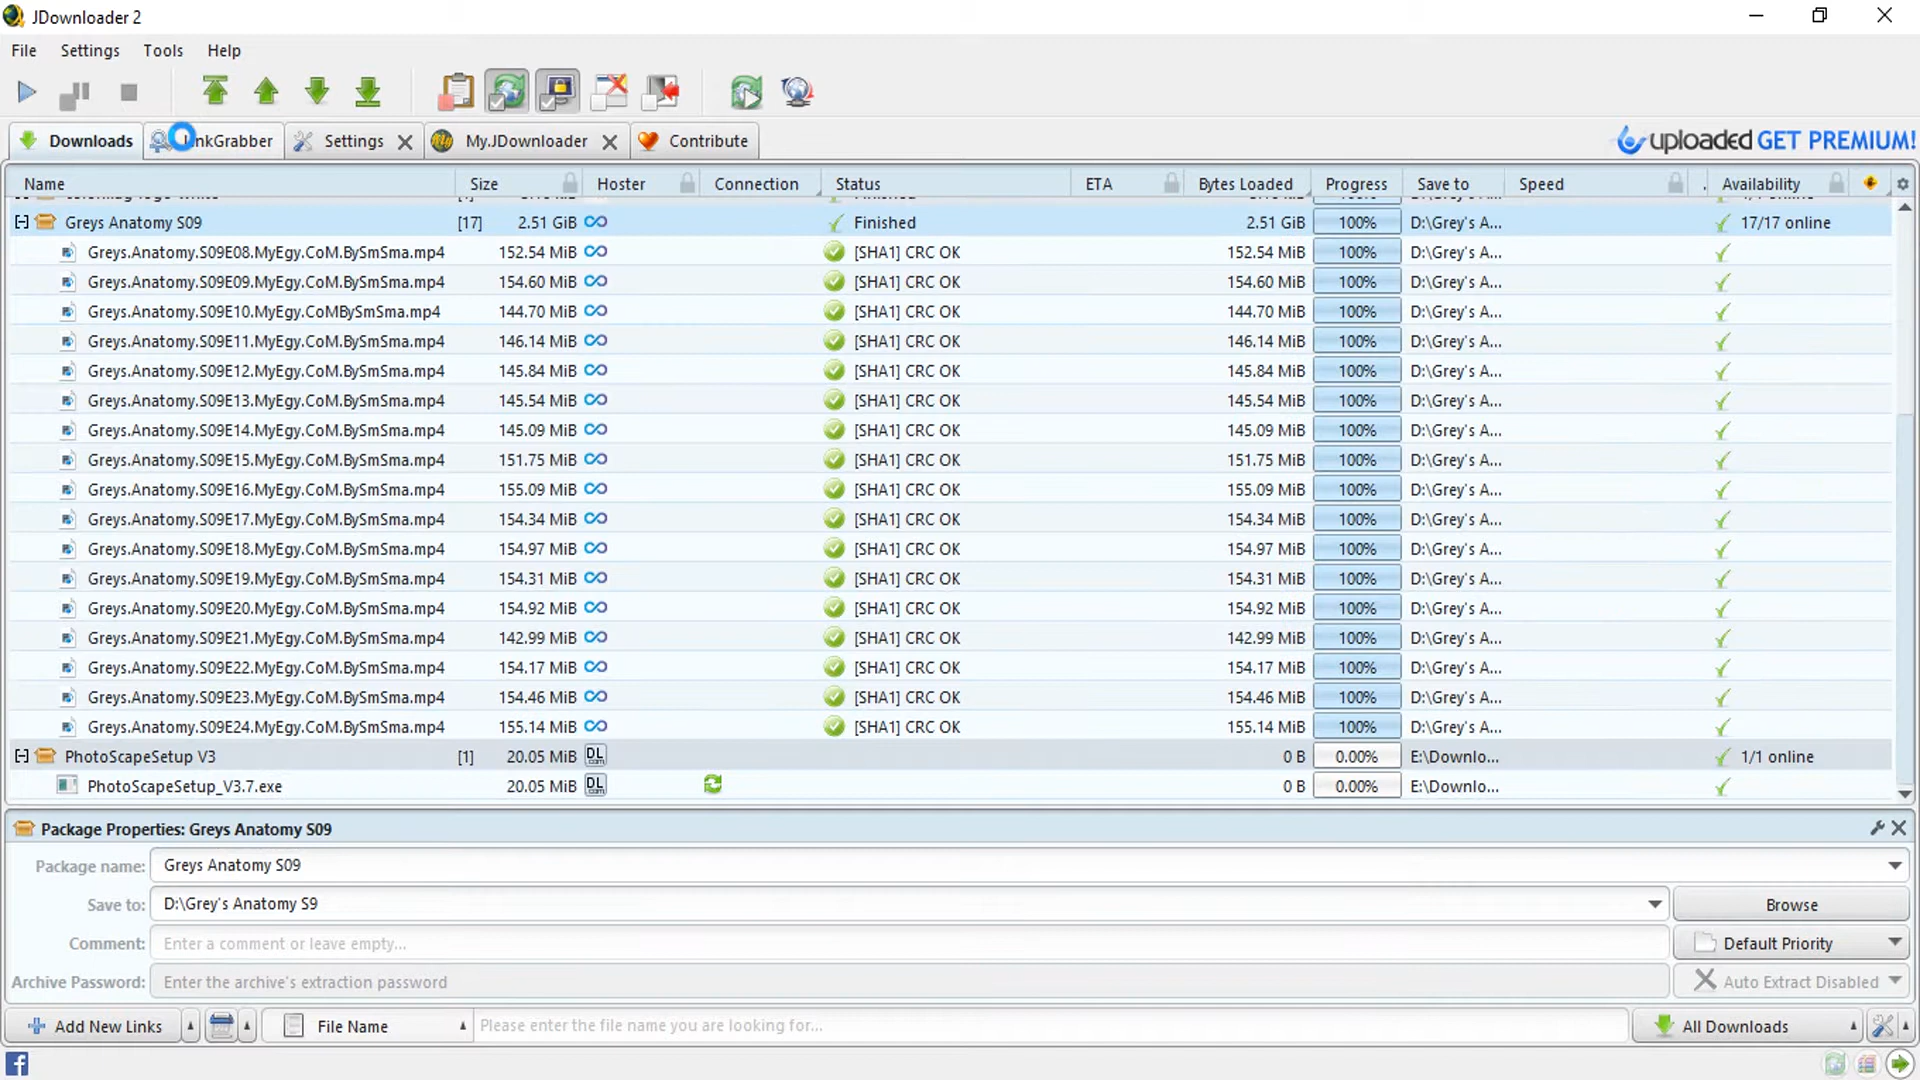 JDownloader 2
File Settings Tools Help
Downloads nkGrabber Settings My.JDownloader Contribute uploaded GET PREMIUM!
Name Size Hoster Connection Status ETA Bytes Loaded Progress Save to Speed . Availability
Greys Anatomy S09 [17] 2.51 GiB Finished 2.51 GiB 100% D:\Grey's A... 17/17 online
Greys.Anatomy.S09E08.MyEgy.CoM.BySmSma.mp4 152.54 MiB [SHA1] CRC OK 152.54 MiB 100% D:\Grey's A...
Greys.Anatomy.S09E09.MyEgy.CoM.BySmSma.mp4 154.60 MiB [SHA1] CRC OK 154.60 MiB 100% D:\Grey's A...
Greys.Anatomy.S09E10.MyEgy.CoMBySmSma.mp4 144.70 MiB [SHA1] CRC OK 144.70 MiB 100% D:\Grey's A...
Greys.Anatomy.S09E11.MyEgy.CoM.BySmSma.mp4 146.14 MiB [SHA1] CRC OK 146.14 MiB 100% D:\Grey's A...
Greys.Anatomy.S09E12.MyEgy.CoM.BySmSma.mp4 145.84 MiB [SHA1] CRC OK 145.84 MiB 100% D:\Grey's A...
Greys.Anatomy.S09E13.MyEgy.CoM.BySmSma.mp4 145.54 MiB [SHA1] CRC OK 145.54 MiB 100% D:\Grey's A...
Greys.Anatomy.S09E14.MyEgy.CoM.BySmSma.mp4 145.09 MiB [SHA1] CRC OK 145.09 MiB 100% D:\Grey's A...
Greys.Anatomy.S09E15.MyEgy.CoM.BySmSma.mp4 151.75 MiB [SHA1] CRC OK 151.75 MiB 100% D:\Grey's A...
Greys.Anatomy.S09E16.MyEgy.CoM.BySmSma.mp4 155.09 MiB [SHA1] CRC OK 155.09 MiB 100% D:\Grey's A...
Greys.Anatomy.S09E17.MyEgy.CoM.BySmSma.mp4 154.34 MiB [SHA1] CRC OK 154.34 MiB 100% D:\Grey's A...
Greys.Anatomy.S09E18.MyEgy.CoM.BySmSma.mp4 154.97 MiB [SHA1] CRC OK 154.97 MiB 100% D:\Grey's A...
Greys.Anatomy.S09E19.MyEgy.CoM.BySmSma.mp4 154.31 MiB [SHA1] CRC OK 154.31 MiB 100% D:\Grey's A...
Greys.Anatomy.S09E20.MyEgy.CoM.BySmSma.mp4 154.92 MiB [SHA1] CRC OK 154.92 MiB 100% D:\Grey's A...
Greys.Anatomy.S09E21.MyEgy.CoM.BySmSma.mp4 142.99 MiB [SHA1] CRC OK 142.99 MiB 100% D:\Grey's A...
Greys.Anatomy.S09E22.MyEgy.CoM.BySmSma.mp4 154.17 MiB [SHA1] CRC OK 154.17 MiB 100% D:\Grey's A...
Greys.Anatomy.S09E23.MyEgy.CoM.BySmSma.mp4 154.46 MiB [SHA1] CRC OK 154.46 MiB 100% D:\Grey's A...
Greys.Anatomy.S09E24.MyEgy.CoM.BySmSma.mp4 155.14 MiB [SHA1] CRC OK 155.14 MiB 100% D:\Grey's A...
PhotoScapeSetup V3 [1] 20.05 MiB DL.com 0 B 0.00% E:\Downlo... 1/1 online
PhotoScapeSetup_V3.7.exe 20.05 MiB DL.com 0 B 0.00% E:\Downlo...
Package Properties: Greys Anatomy S09
Package name: Greys Anatomy S09
Save to: D:\Grey's Anatomy S9 Browse
Comment: Enter a comment or leave empty... Default Priority
Archive Password: Enter the archive's extraction password Auto Extract Disabled
Add New Links File Name Please enter the file name you are looking for... All Downloads